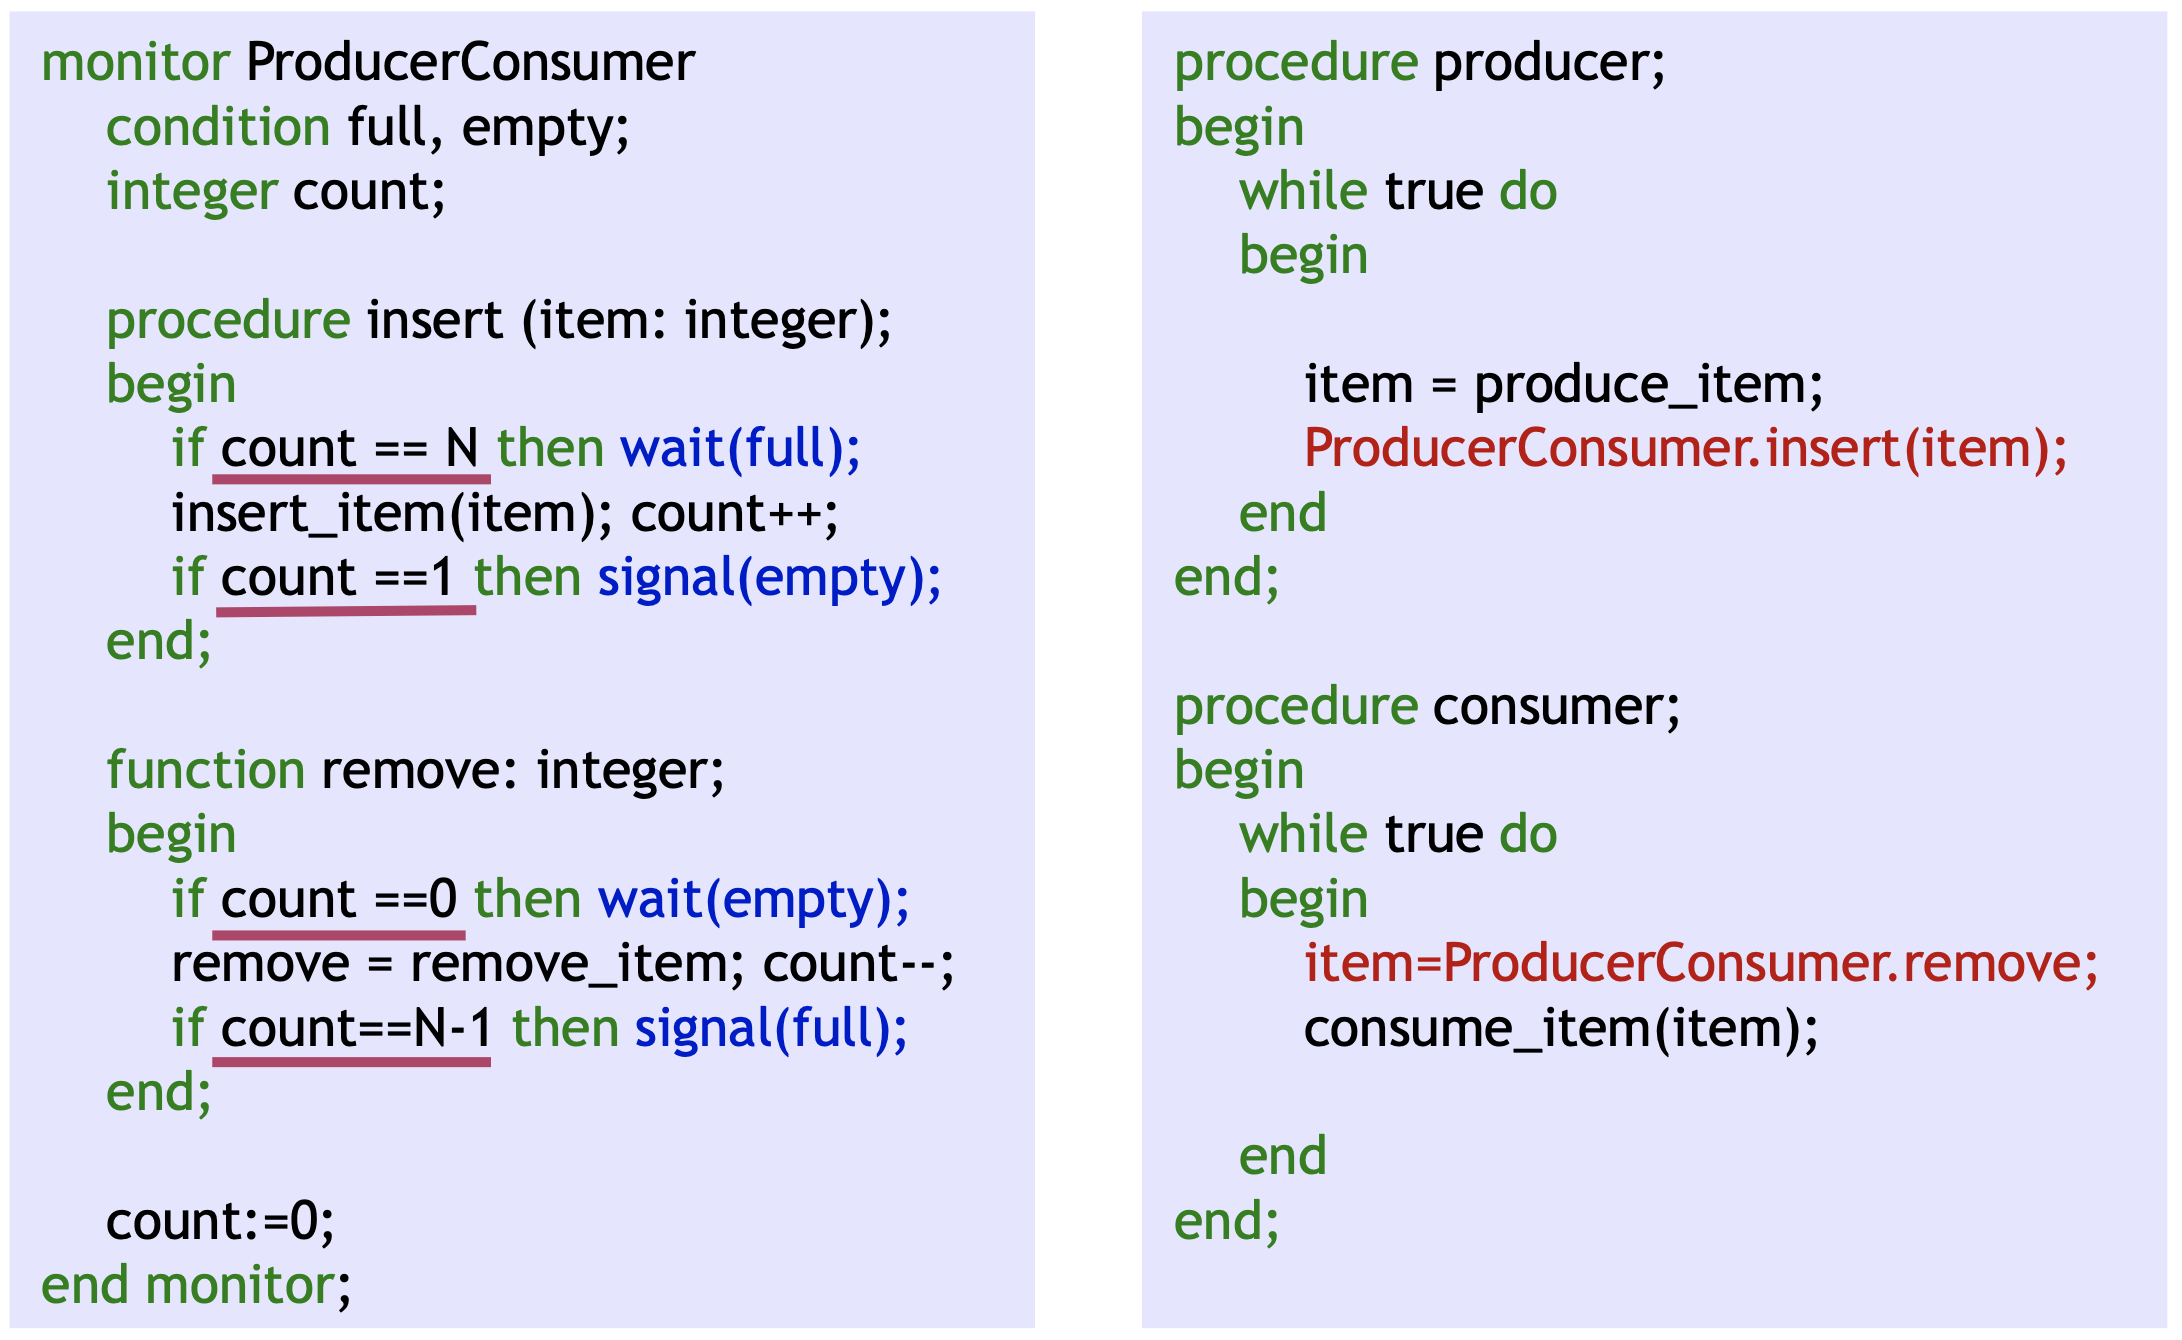 monitor ProducerConsumer
condition full, empty;
integer count;
procedure insert (item: integer);
begin
if count == N then wait(full);
insert_item(item); count++;
if count ==1 then signal(empty);
end;
function remove: integer;
begin
if count ==0 then wait(empty);
remove = remove_item; count--;
if count==N-1 then signal(full);
end;
count:=0;
end monitor;
procedure producer;
begin
while true do
begin
item = produce_item;
ProducerConsumer.insert(item);
end
end;
procedure consumer;
begin
while true do
begin
item=ProducerConsumer.remove;
consume_item(item);
end
end;